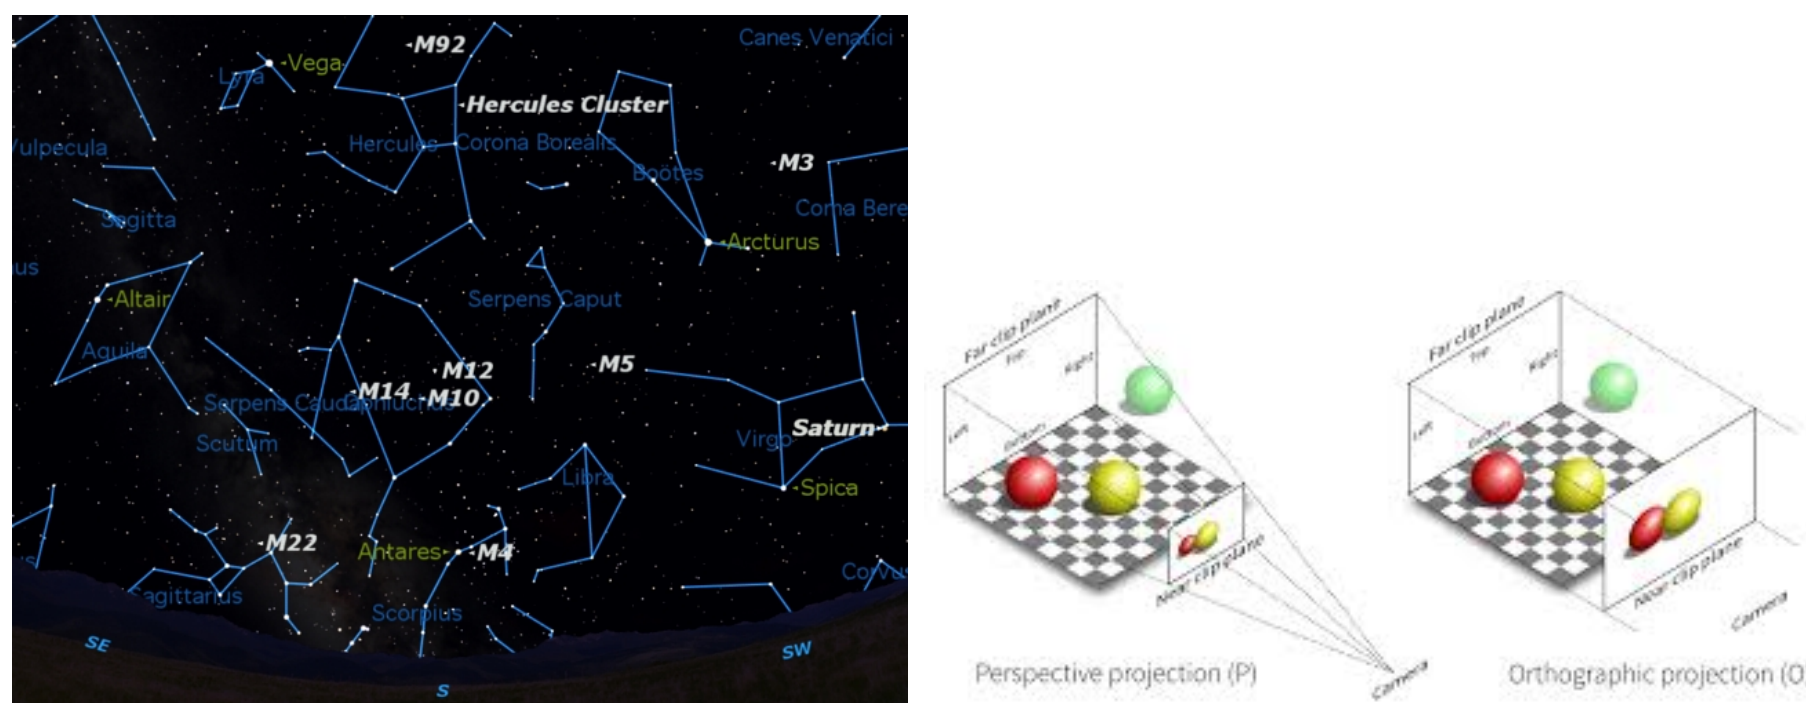 Canes Venatici
M92
Vega
Lyra
Hercules Cluster
Hercules
Corona Borealis
Vulpecula
M3
Boötes
Sagitta
Coma Bere
Arcturus
us
Altair
Serpens Caput
Aquila
M12
M5
M14
M10
Serpens Cauda
Ophiuchus
Scutum
Virgo
Saturn
Libra
Spica
M22
Antares
M4
Corvus
Sagittarius
Scorpius
SE
S
SW
Far clip plane
Top
Right
Left
Bottom
Near clip plane
Camera
Perspective projection (P)
Far clip plane
Top
Right
Left
Bottom
Near clip plane
Camera
Orthographic projection (O